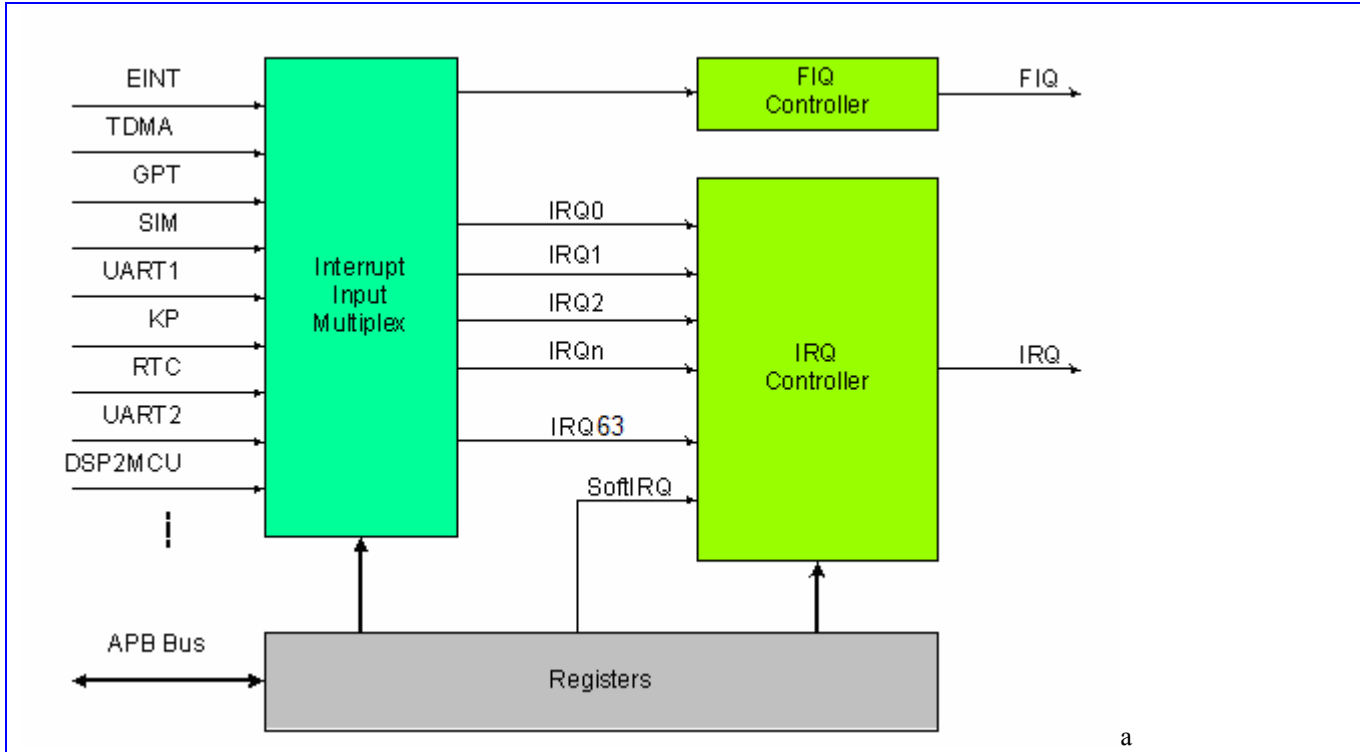 EINT
TDMA
GPT
SIM
UART1
KP
RTC
UART2
DSP2MCU
Interrupt
Input
Multiplex
IRQ0
IRQ1
IRQ2
IRQn
IRQ63
SoftIRQ
FIQ
Controller
FIQ
IRQ
Controller
IRQ
APB Bus
Registers
a